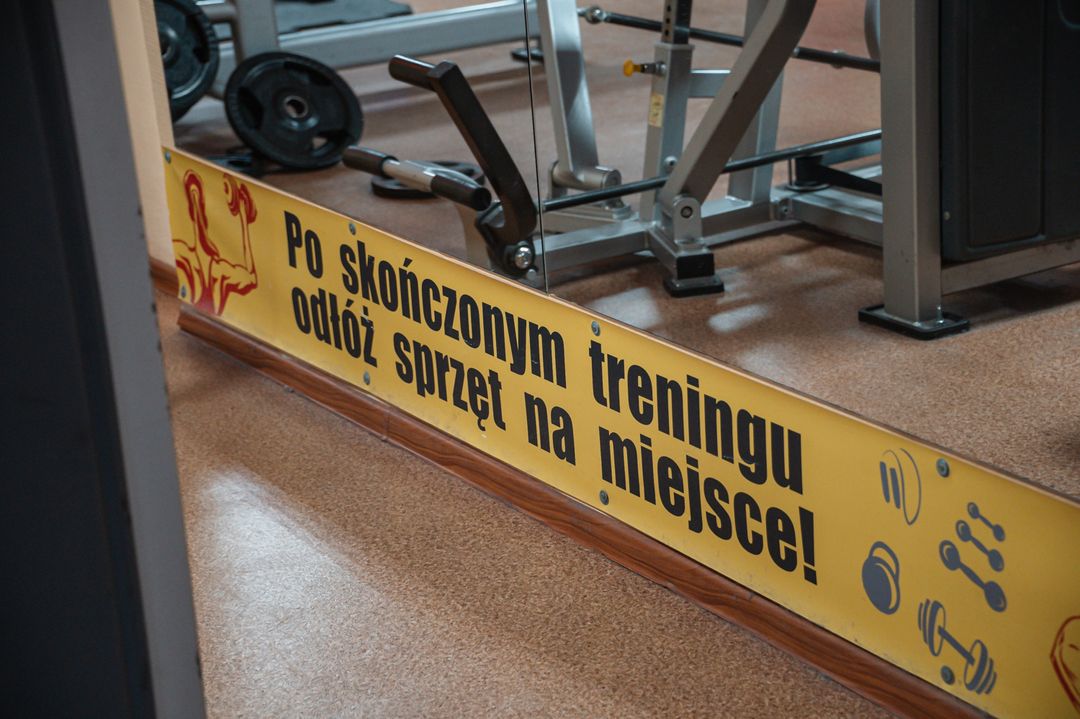 Po skończonym treningu
odłóż sprzęt na miejsce!